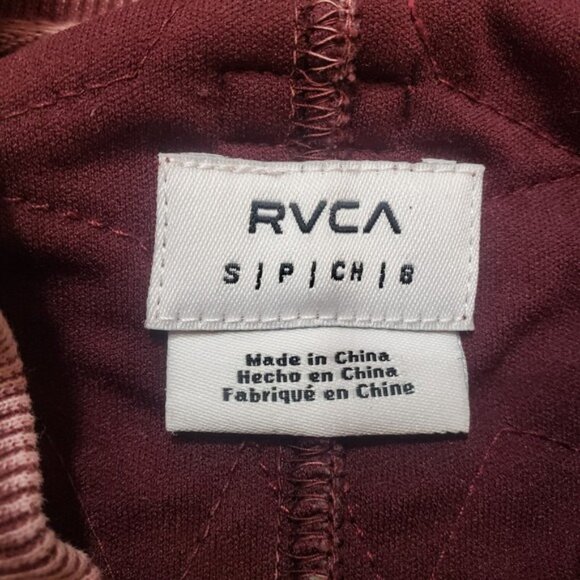 RVCA
S | P | CH | 8
Made in China
Hecho en China
Fabriqué en Chine